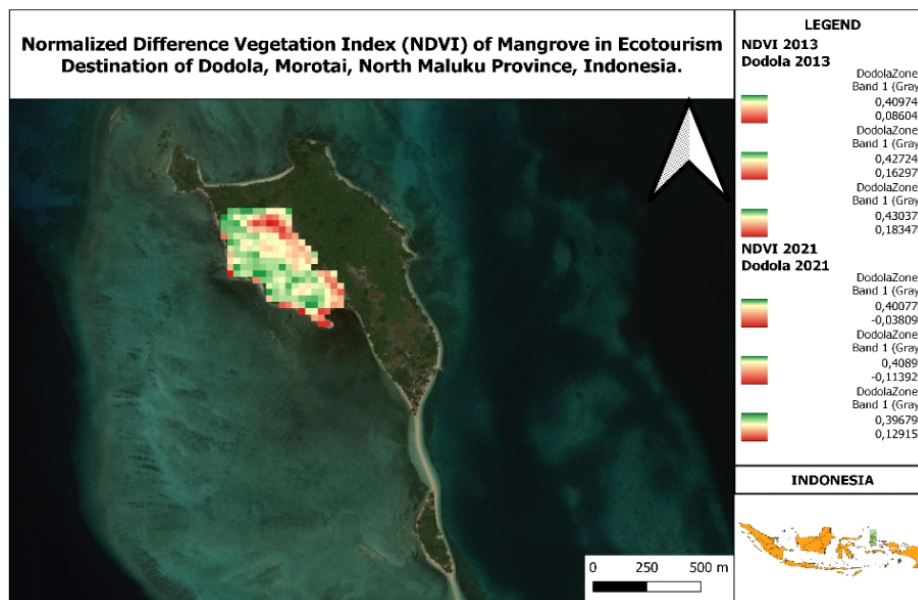 Normalized Difference Vegetation Index (NDVI) of Mangrove in Ecotourism
Destination of Dodola, Morotai, North Maluku Province, Indonesia.
LEGEND
NDVI 2013
Dodola 2013
DodolaZone
Band 1 (Gray
0,40974
0,08604
DodolaZone
Band 1 (Gray
0,42724
0,16297
DodolaZone
Band 1 (Gray
0,43037
0,18347
NDVI 2021
Dodola 2021
DodolaZone
Band 1 (Gray
0,40077
-0,03809
DodolaZone
Band 1 (Gray
0,4089
-0,11392
DodolaZone
Band 1 (Gray
0,39679
0,12915
INDONESIA
0 250 500 m